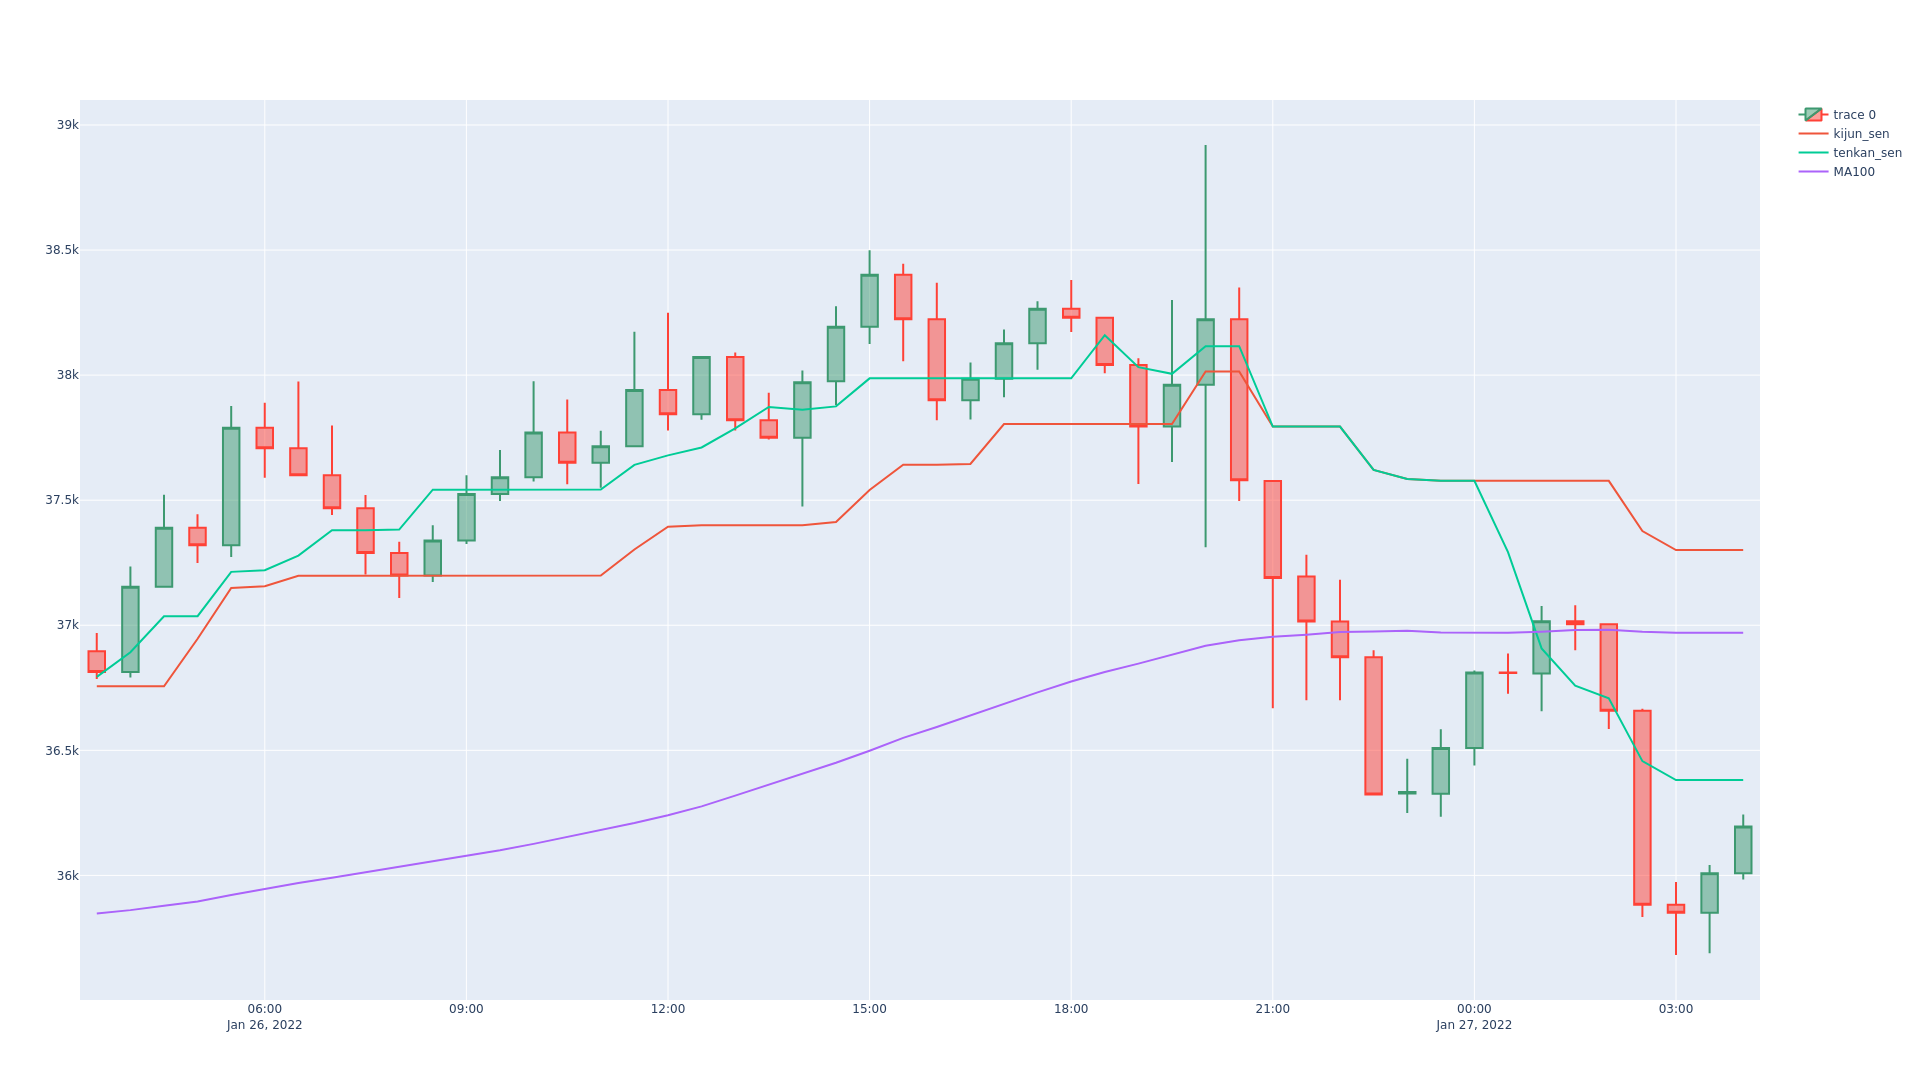 39k
38.5k
38k
37.5k
37k
36.5k
36k
06:00
Jan 26, 2022
09:00
12:00
15:00
18:00
21:00
00:00
Jan 27, 2022
03:00
trace 0
kijun_sen
tenkan_sen
MA100